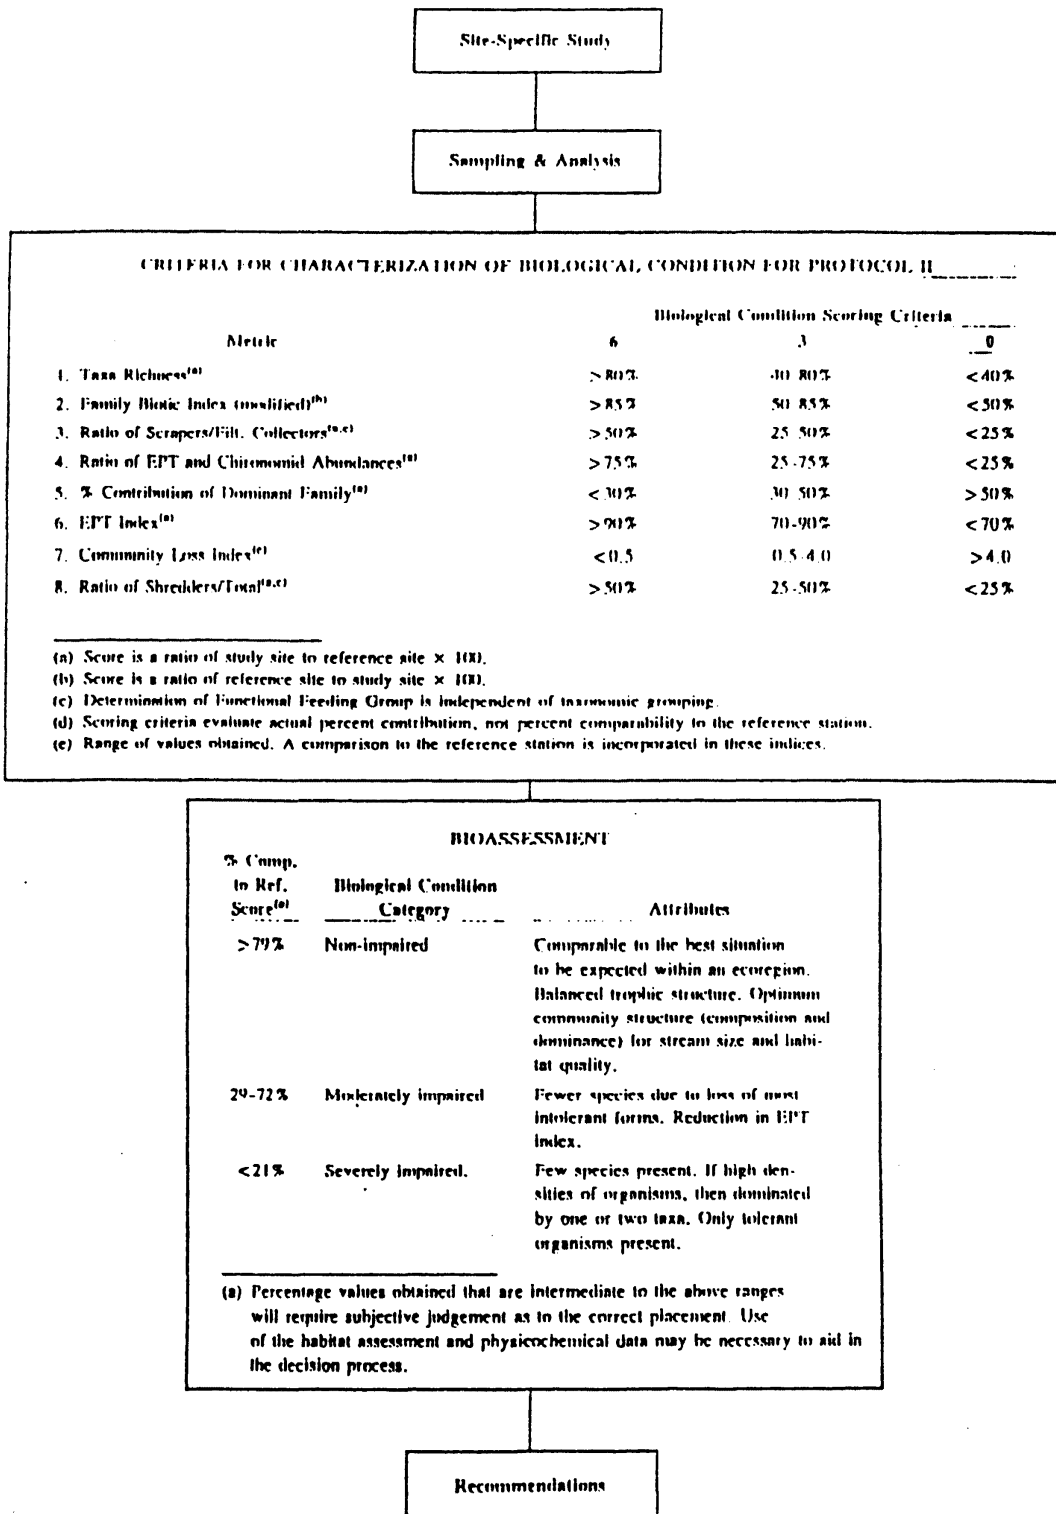 Site-Specific Study
Sampling & Analysis
CRITERIA FOR CHARACTERIZATION OF BIOLOGICAL CONDITION FOR PROTOCOL II
Biological Condition Scoring Criteria
Metric 6 3 0
1. Taxa Richness(a) >80% 40-80% <40%
2. Family Biotic Index (modified)(b) >85% 50-85% <50%
3. Ratio of Scrapers/Filt. Collectors(a,c) >50% 25-50% <25%
4. Ratio of EPT and Chironomid Abundances(a) >75% 25-75% <25%
5. % Contribution of Dominant Family <30% 30-50% >50%
6. EPT Index(a) >90% 70-90% <70%
7. Community Loss Index <0.5 0.5-4.0 >4.0
8. Ratio of Shredders/Total(a,c) >50% 25-50% <25%
(a) Score is a ratio of study site to reference site × 100.
(b) Score is a ratio of reference site to study site × 100.
(c) Determination of Functional Feeding Group is independent of taxonomic grouping.
(d) Scoring criteria evaluate actual percent contribution, not percent comparability to the reference station.
(e) Range of values obtained. A comparison to the reference station is incorporated in these indices.
BIOASSESSMENT
% Comp.
to Ref. Biological Condition
Score(a) Category Attributes
>79% Non-impaired Comparable to the best situation
to be expected within an ecoregion.
Balanced trophic structure. Optimum
community structure (composition and
dominance) for stream size and habi-
tat quality.
29-72% Moderately impaired Fewer species due to loss of most
intolerant forms. Reduction in EPT
Index.
<21% Severely impaired. Few species present. If high den-
sities of organisms, then dominated
by one or two taxa. Only tolerant
organisms present.
(a) Percentage values obtained that are intermediate to the above ranges
will require subjective judgement as to the correct placement. Use
of the habitat assessment and physicochemical data may be necessary to aid in
the decision process.
Recommendations